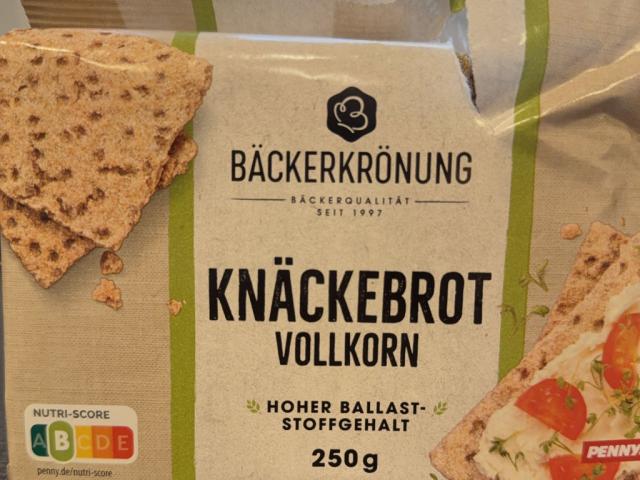 BÄCKERKRÖNUNG
BÄCKERQUALITÄT
SEIT 1997
KNÄCKEBROT
VOLLKORN
HOHER BALLAST-
STOFFGEHALT
250g
NUTRI-SCORE
A B C D E
penny.de/nutri-score
PENNY.